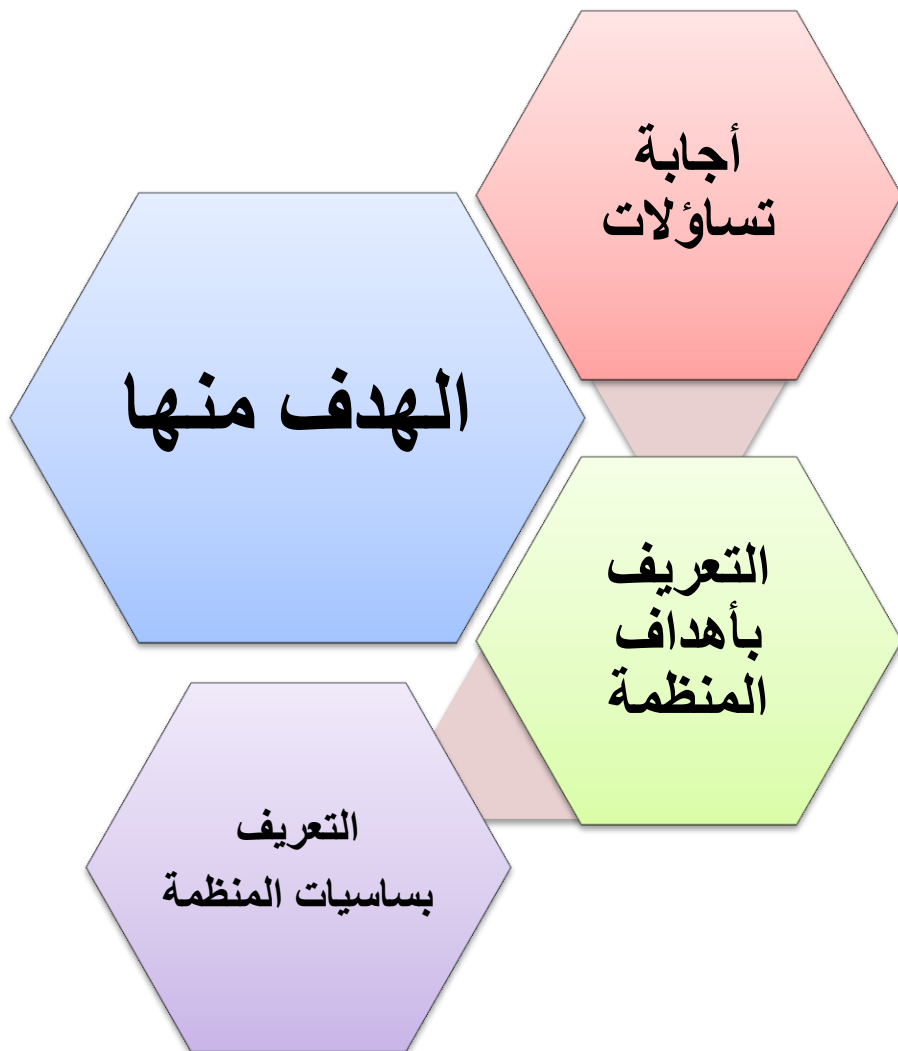 أجابة
تساؤلات
الهدف منها
التعريف
بأهداف
المنظمة
التعريف
بساسيات المنظمة